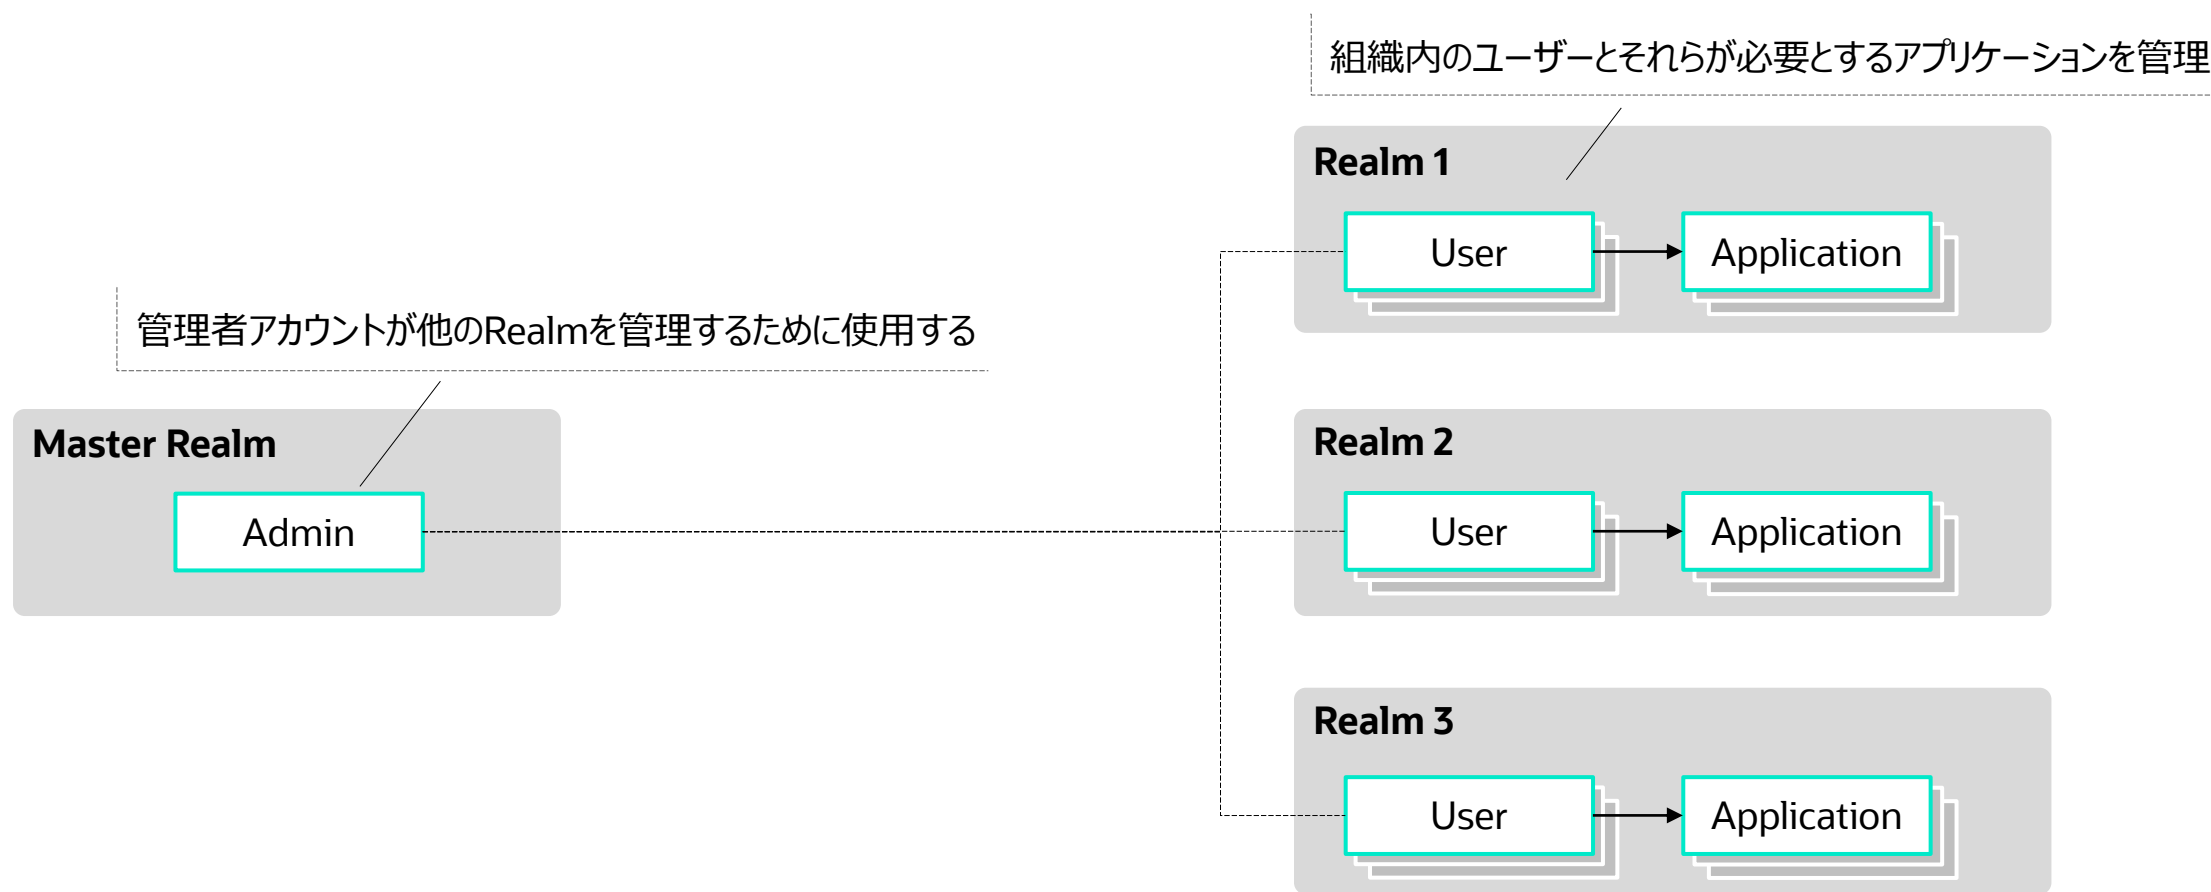 組織内のユーザーとそれらが必要とするアプリケーションを管理
Realm 1
User
Application
管理者アカウントが他のRealmを管理するために使用する
Master Realm
Admin
Realm 2
User
Application
Realm 3
User
Application